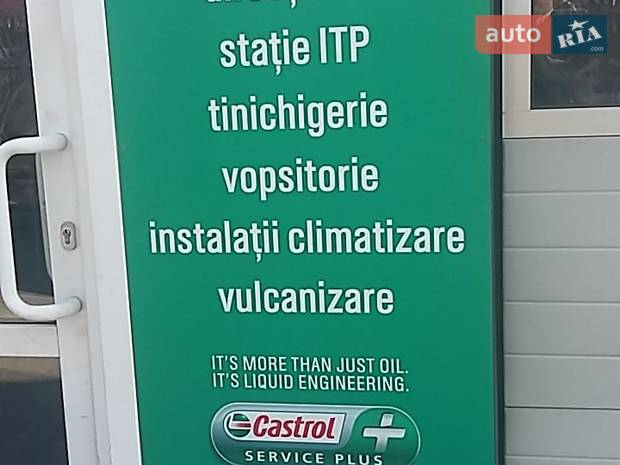 auto RIA.com
stație ITP
tinichigerie
vopsitorie
instalații climatizare
vulcanizare
IT'S MORE THAN JUST OIL.
IT'S LIQUID ENGINEERING.
Castrol
SERVICE PLUS